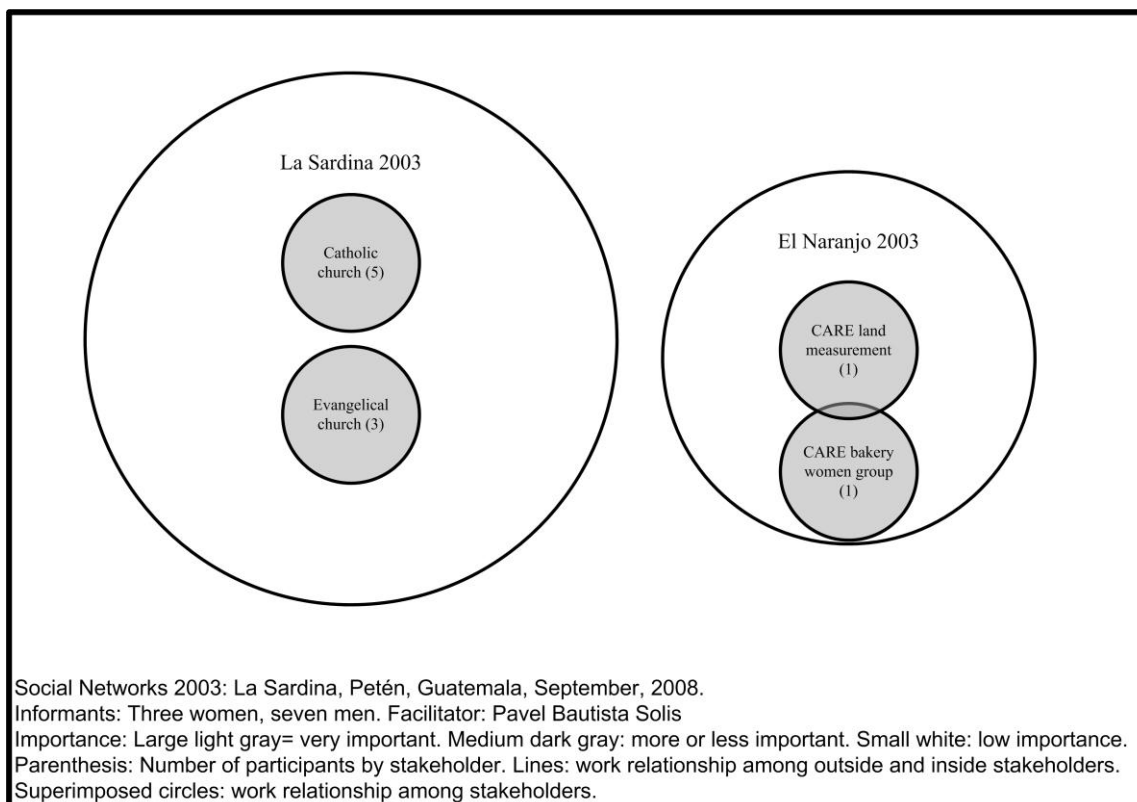 La Sardina 2003
Catholic
church (5)
Evangelical
church (3)
El Naranjo 2003
CARE land
measurement
(1)
CARE bakery
women group
(1)
Social Networks 2003: La Sardina, Petén, Guatemala, September, 2008.
Informants: Three women, seven men. Facilitator: Pavel Bautista Solis
Importance: Large light gray= very important. Medium dark gray: more or less important. Small white: low importance.
Parenthesis: Number of participants by stakeholder. Lines: work relationship among outside and inside stakeholders.
Superimposed circles: work relationship among stakeholders.